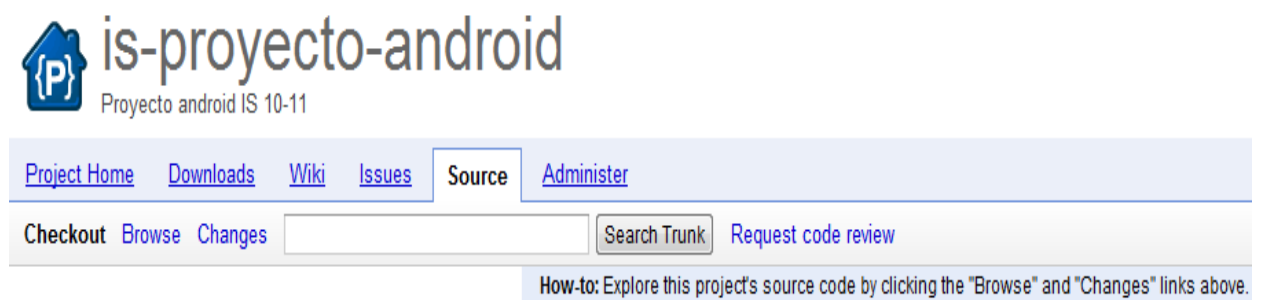 {P}
is-proyecto-android
Proyecto android IS 10-11
Project Home Downloads Wiki Issues Source Administer
Checkout Browse Changes Search Trunk Request code review
How-to: Explore this project's source code by clicking the "Browse" and "Changes" links above.